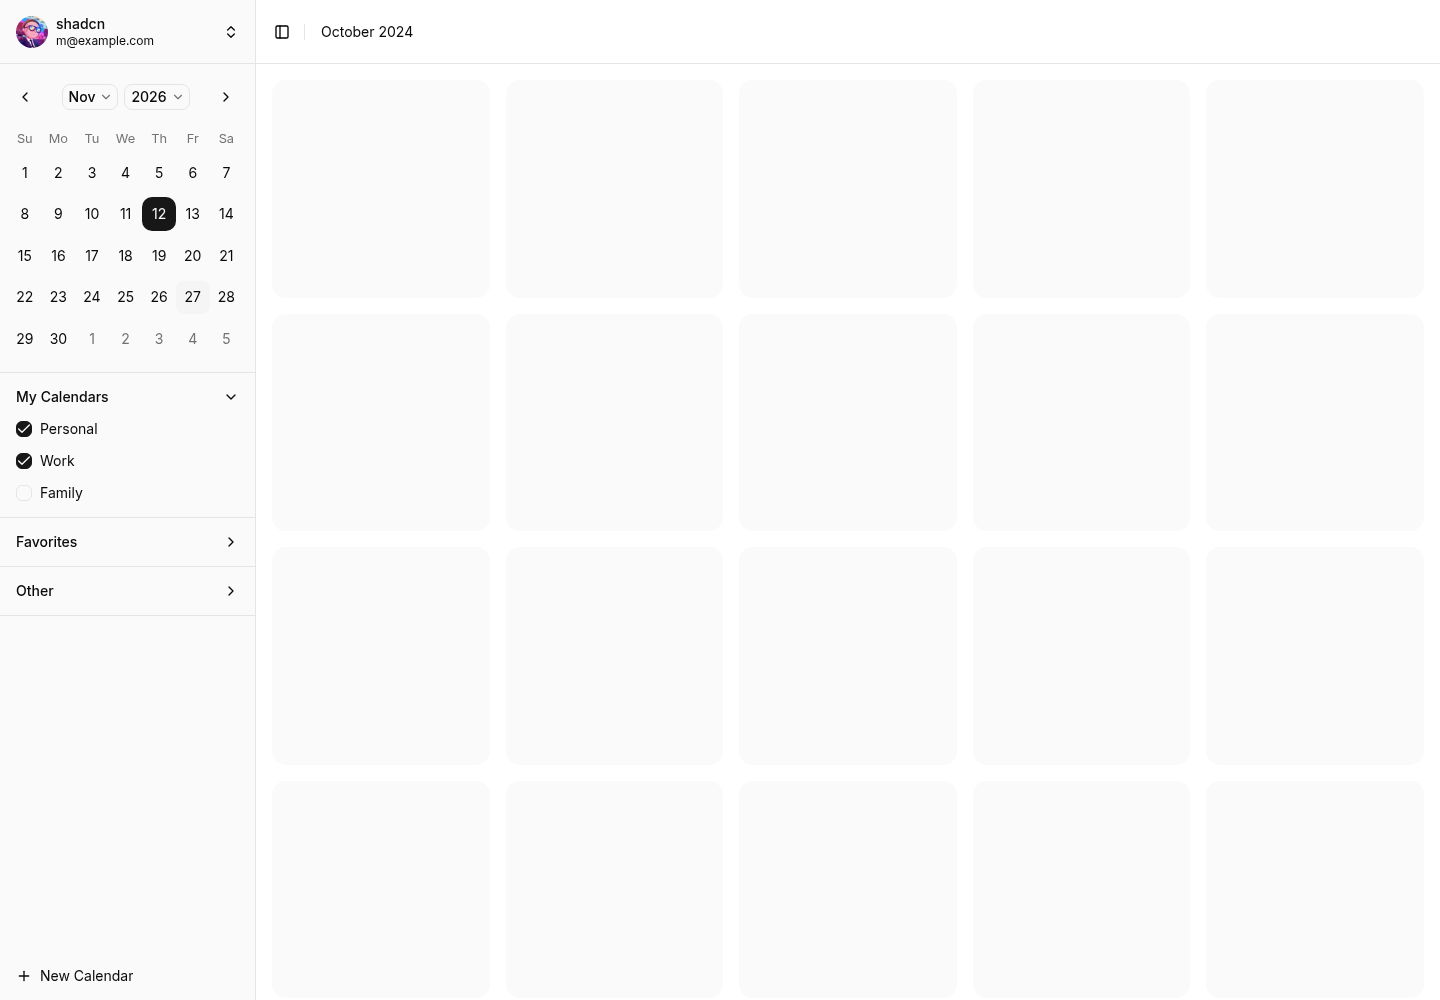 shadcn
m@example.com
October 2024
Nov 2026
Su Mo Tu We Th Fr Sa
1 2 3 4 5 6 7
8 9 10 11 12 13 14
15 16 17 18 19 20 21
22 23 24 25 26 27 28
29 30 1 2 3 4 5
My Calendars
Personal
Work
Family
Favorites
Other
New Calendar